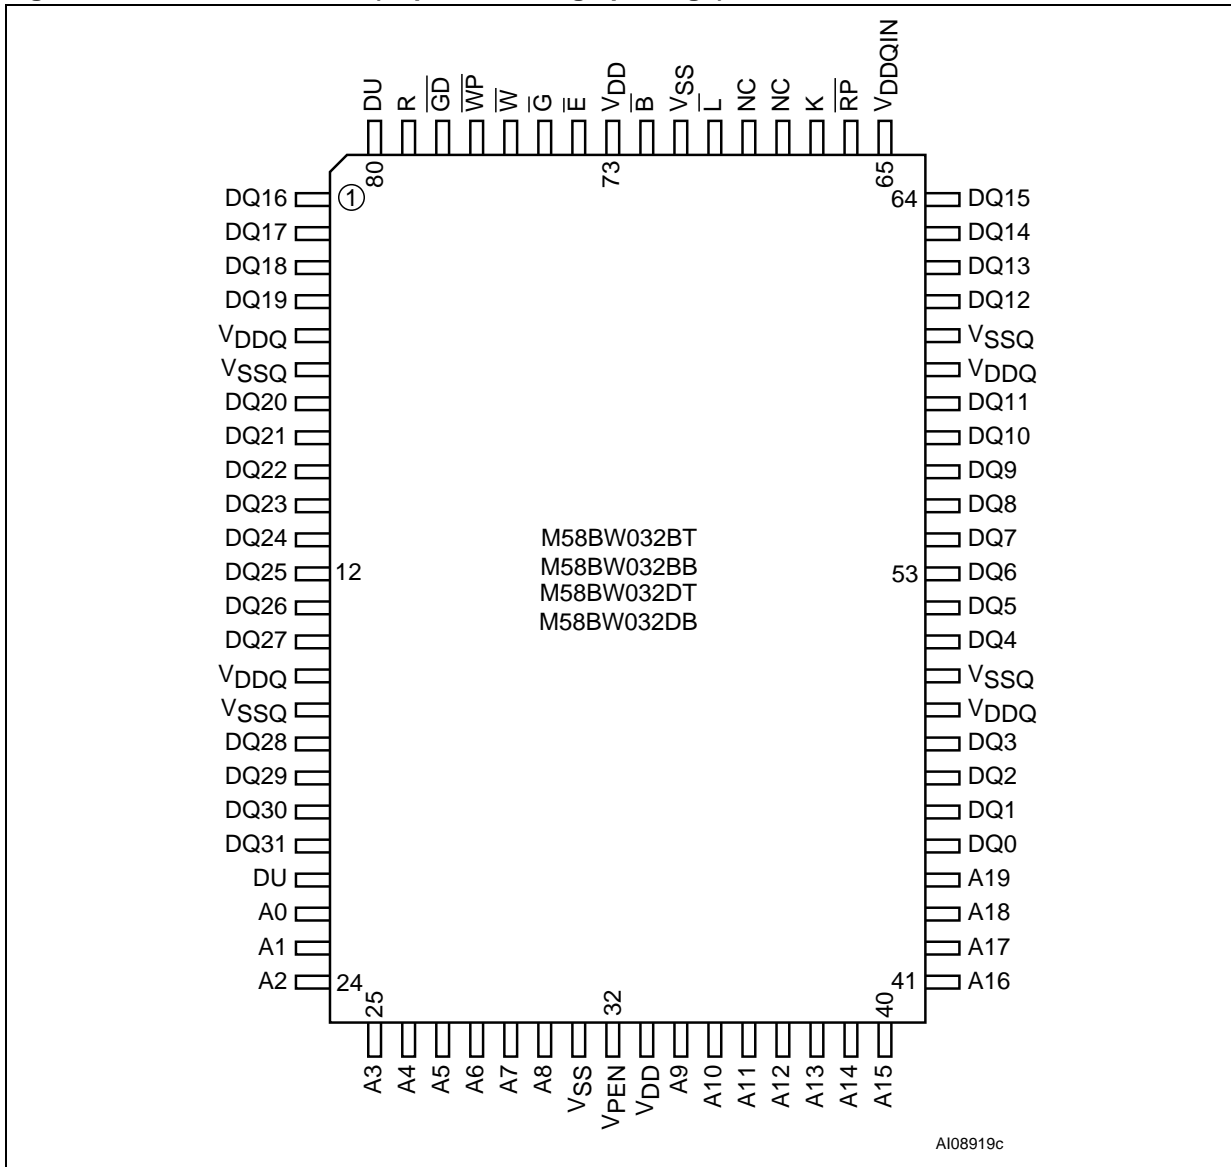 DU R GD WP W G E VDD B VSS L NC NC K RP VDDQIN
80 73 65
DQ16 1 64 DQ15
DQ17 DQ14
DQ18 DQ13
DQ19 DQ12
VDDQ VSSQ
VSSQ VDDQ
DQ20 DQ11
DQ21 DQ10
DQ22 DQ9
DQ23 DQ8
DQ24 M58BW032BT DQ7
DQ25 12 M58BW032BB 53 DQ6
DQ26 M58BW032DT DQ5
DQ27 M58BW032DB DQ4
VDDQ VSSQ
VSSQ VDDQ
DQ28 DQ3
DQ29 DQ2
DQ30 DQ1
DQ31 DQ0
DU A19
A0 A18
A1 A17
A2 24 41 A16
25 32 40
A3 A4 A5 A6 A7 A8 VSS VPEN VDD A9 A10 A11 A12 A13 A14 A15
AI08919c